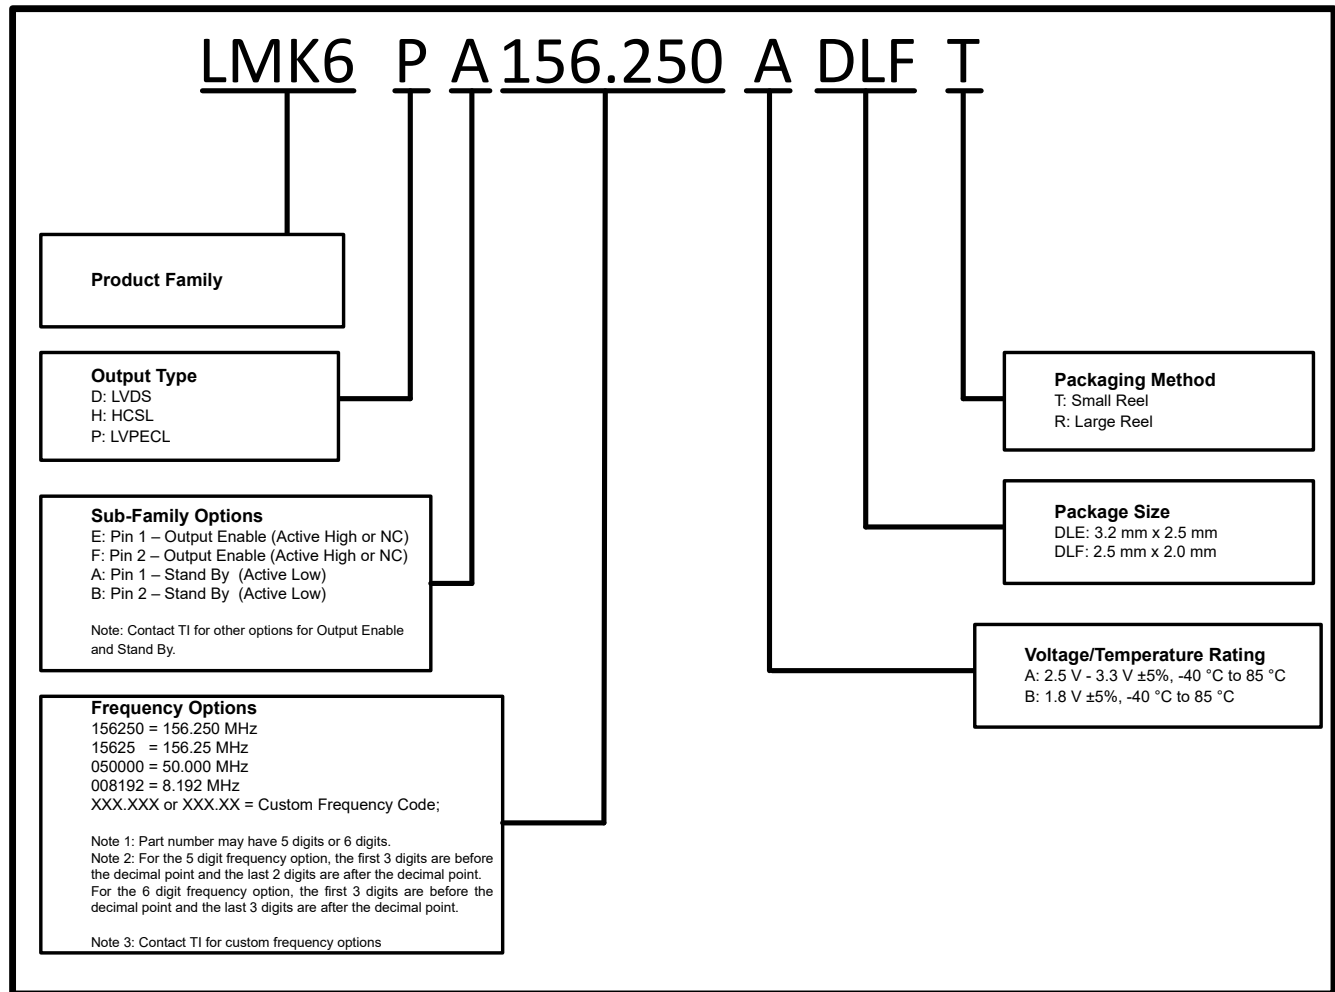 LMK6 P A 156.250 A DLF T
Product Family
Output Type
D: LVDS
H: HCSL
P: LVPECL
Sub-Family Options
E: Pin 1 – Output Enable (Active High or NC)
F: Pin 2 – Output Enable (Active High or NC)
A: Pin 1 – Stand By  (Active Low)
B: Pin 2 – Stand By  (Active Low)
Note: Contact TI for other options for Output Enable
and Stand By.
Frequency Options
156250 = 156.250 MHz
15625   = 156.25 MHz
050000 = 50.000 MHz
008192 = 8.192 MHz
XXX.XXX or XXX.XX = Custom Frequency Code;
Note 1: Part number may have 5 digits or 6 digits.
Note 2: For the 5 digit frequency option, the first 3 digits are before
the decimal point and the last 2 digits are after the decimal point.
For the 6 digit frequency option, the first 3 digits are before the
decimal point and the last 3 digits are after the decimal point.
Note 3: Contact TI for custom frequency options
Packaging Method
T: Small Reel
R: Large Reel
Package Size
DLE: 3.2 mm x 2.5 mm
DLF: 2.5 mm x 2.0 mm
Voltage/Temperature Rating
A: 2.5 V - 3.3 V ±5%, -40 °C to 85 °C
B: 1.8 V ±5%, -40 °C to 85 °C